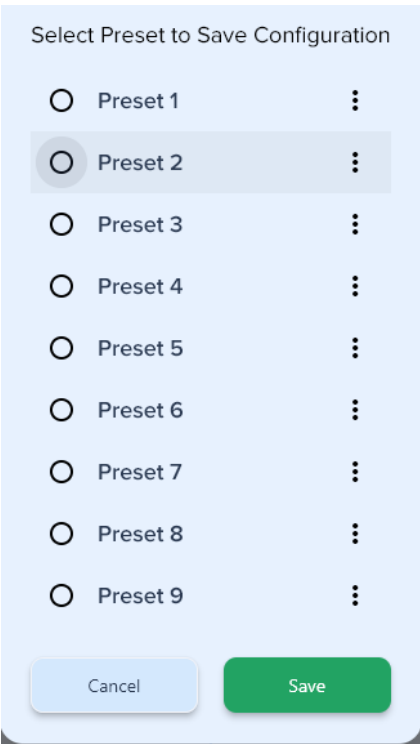 Select Preset to Save Configuration
Preset 1
Preset 2
Preset 3
Preset 4
Preset 5
Preset 6
Preset 7
Preset 8
Preset 9
Cancel Save